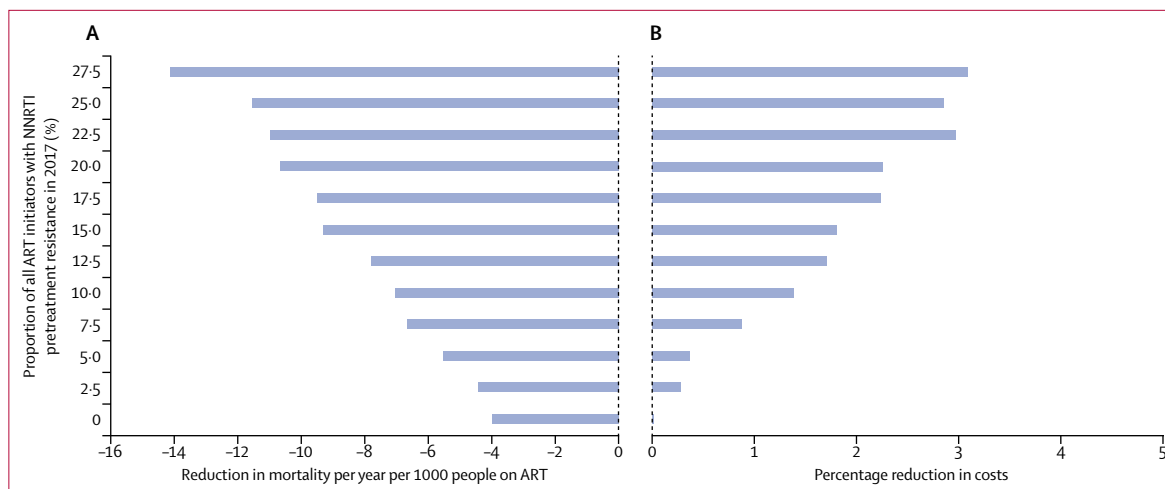 A
B
Proportion of all ART initiators with NNRTI
pretreatment resistance in 2017 (%)
27·5
25·0
22·5
20·0
17·5
15·0
12·5
10·0
7·5
5·0
2·5
0
–16 –14 –12 –10 –8 –6 –4 –2 0
0 1 2 3 4 5
Reduction in mortality per year per 1000 people on ART
Percentage reduction in costs